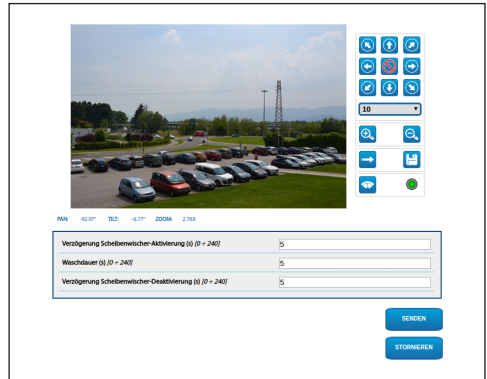 10
PAN: -92.97° TILT: -6.77° ZOOM: 2.76X
Verzögerung Scheibenwischer-Aktivierung (s) [0 ÷ 240] 5
Waschdauer (s) [0 ÷ 240] 5
Verzögerung Scheibenwischer-Deaktivierung (s) [0 ÷ 240] 5
SENDEN
STORNIEREN